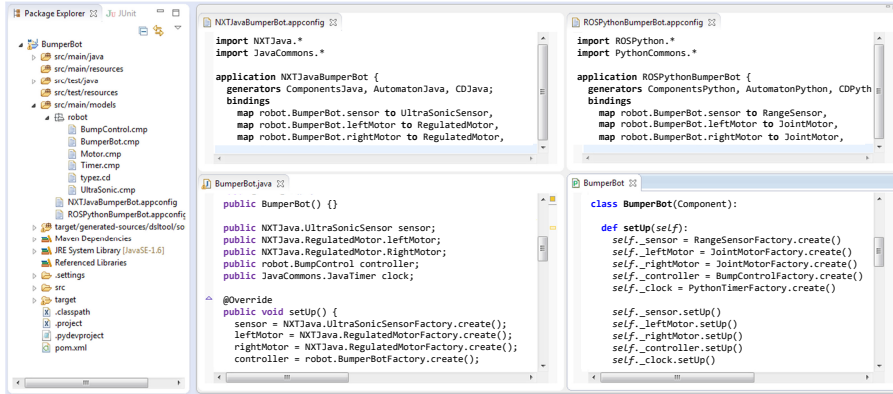 Package Explorer
JUnit
BumperBot
src/main/java
src/main/resources
src/test/java
src/test/resources
src/main/models
robot
BumpControl.cmp
BumperBot.cmp
Motor.cmp
Timer.cmp
typez.cd
UltraSonic.cmp
NXTJavaBumperBot.appconfig
ROSPythonBumperBot.appconfig
target/generated-sources/dsltool/so
Maven Dependencies
JRE System Library [JavaSE-1.6]
Referenced Libraries
.settings
src
target
.classpath
.project
.pydevproject
pom.xml
NXTJavaBumperBot.appconfig
import NXTJava.*
import JavaCommons.*
application NXTJavaBumperBot {
generators ComponentsJava, AutomatonJava, CDJava;
bindings
map robot.BumperBot.sensor to UltraSonicSensor,
map robot.BumperBot.leftMotor to RegulatedMotor,
map robot.BumperBot.rightMotor to RegulatedMotor,
ROSPythonBumperBot.appconfig
import ROSPython.*
import PythonCommons.*
application ROSPythonBumperBot {
generators ComponentsPython, AutomatonPython, CDPyth
bindings
map robot.BumperBot.sensor to RangeSensor,
map robot.BumperBot.leftMotor to JointMotor,
map robot.BumperBot.rightMotor to JointMotor,
BumperBot.java
public BumperBot() {}
public NXTJava.UltraSonicSensor sensor;
public NXTJava.RegulatedMotor.leftMotor;
public NXTJava.RegulatedMotor.RightMotor;
public robot.BumpControl controller;
public JavaCommons.JavaTimer clock;
@Override
public void setUp() {
sensor = NXTJava.UltraSonicSensorFactory.create();
leftMotor = NXTJava.RegulatedMotorFactory.create();
rightMotor = NXTJava.RegulatedMotorFactory.create();
controller = robot.BumperBotFactory.create();
BumperBot
class BumperBot(Component):
def setUp(self):
self._sensor = RangeSensorFactory.create()
self._leftMotor = JointMotorFactory.create()
self._rightMotor = JointMotorFactory.create()
self._controller = BumpControlFactory.create()
self._clock = PythonTimerFactory.create()
self._sensor.setUp()
self._leftMotor.setUp()
self._rightMotor.setUp()
self._controller.setUp()
self._clock.setUp()